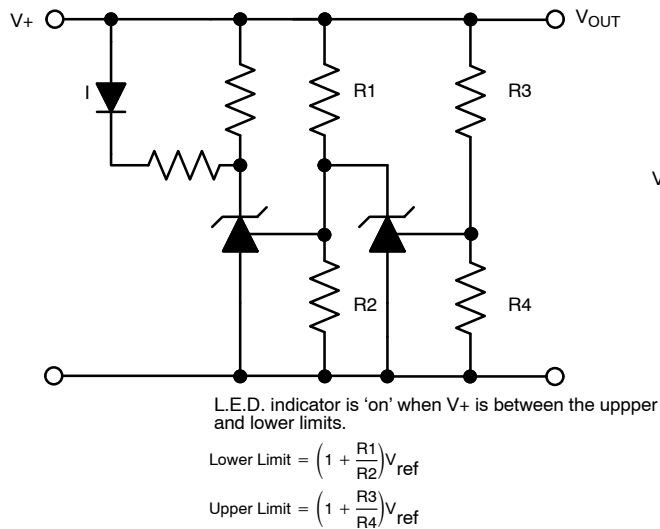 V+
VOUT
I
R1
R3
V
R2
R4
L.E.D. indicator is ‘on’ when V+ is between the uppper
and lower limits.
Lower Limit = (1 + R1/R2)Vref
Upper Limit = (1 + R3/R4)Vref